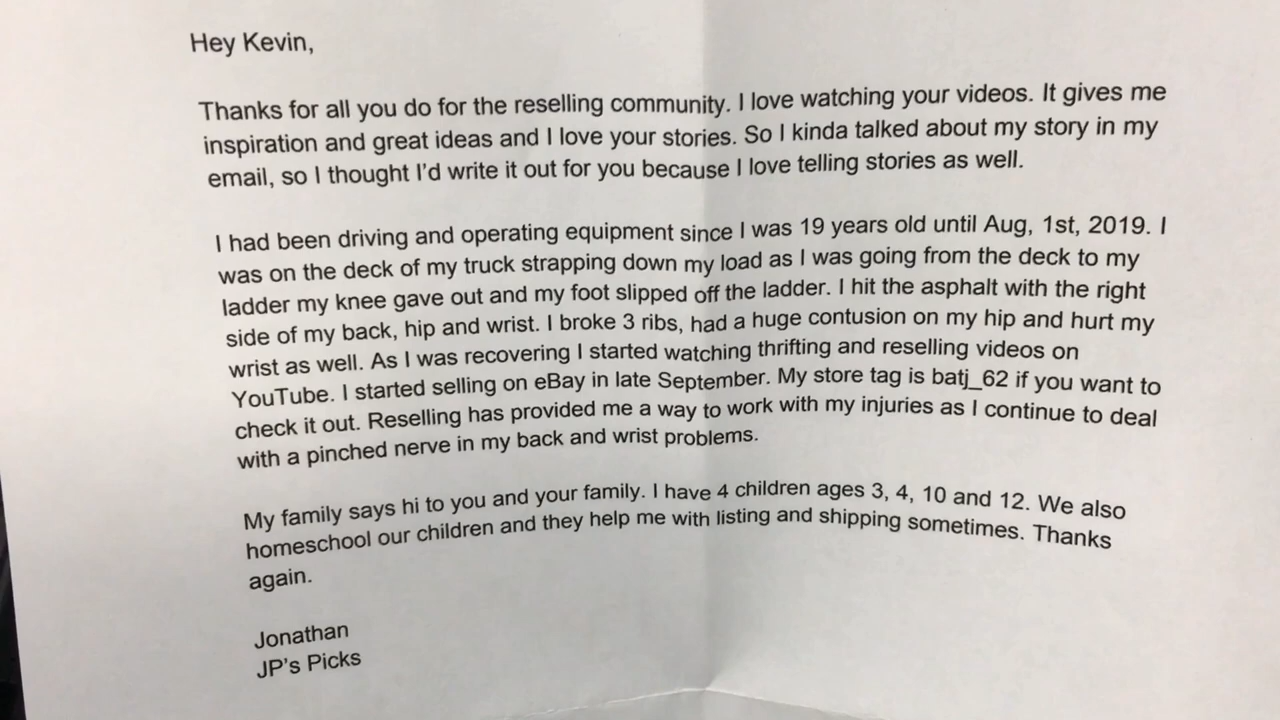 Hey Kevin,
Thanks for all you do for the reselling community. I love watching your videos. It gives me
inspiration and great ideas and I love your stories. So I kinda talked about my story in my
email, so I thought I'd write it out for you because I love telling stories as well.
I had been driving and operating equipment since I was 19 years old until Aug, 1st, 2019. I
was on the deck of my truck strapping down my load as I was going from the deck to my
ladder my knee gave out and my foot slipped off the ladder. I hit the asphalt with the right
side of my back, hip and wrist. I broke 3 ribs, had a huge contusion on my hip and hurt my
wrist as well. As I was recovering I started watching thrifting and reselling videos on
YouTube. I started selling on eBay in late September. My store tag is batj_62 if you want to
check it out. Reselling has provided me a way to work with my injuries as I continue to deal
with a pinched nerve in my back and wrist problems.
My family says hi to you and your family. I have 4 children ages 3, 4, 10 and 12. We also
homeschool our children and they help me with listing and shipping sometimes. Thanks
again.
Jonathan
JP's Picks